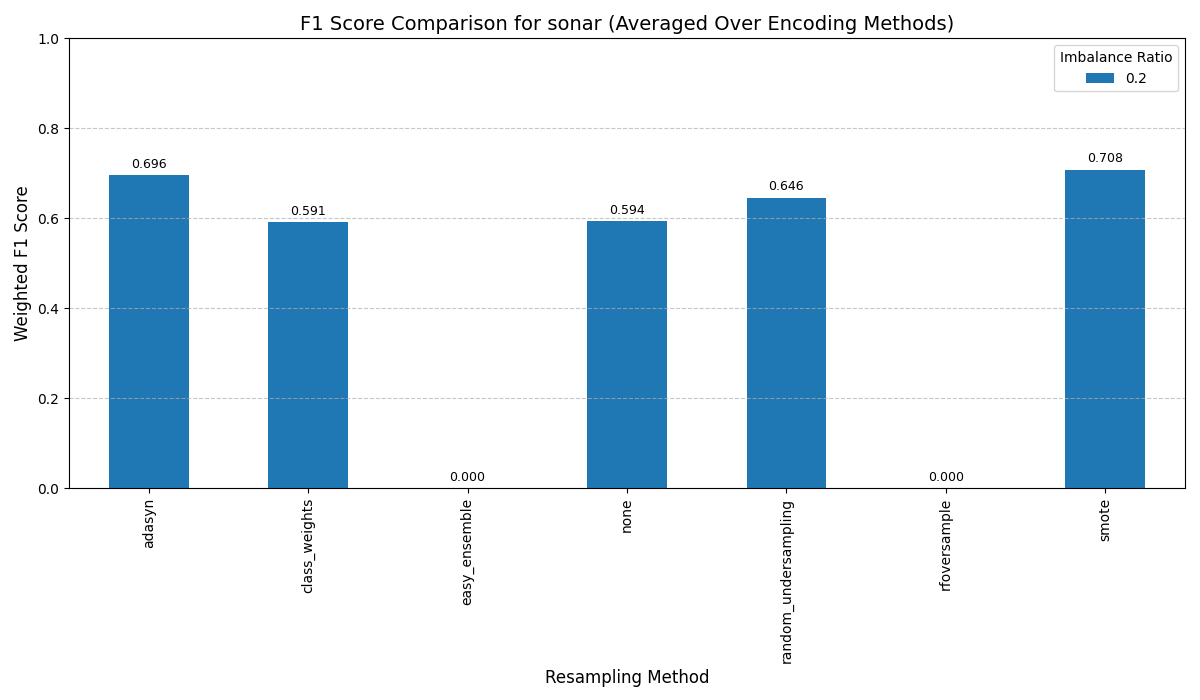 F1 Score Comparison for sonar (Averaged Over Encoding Methods)
Weighted F1 Score
1.0
0.8
0.6
0.4
0.2
0.0
Imbalance Ratio
0.2
0.696
0.591
0.000
0.594
0.646
0.000
0.708
adasyn
class_weights
easy_ensemble
none
random_undersampling
rfoversample
smote
Resampling Method